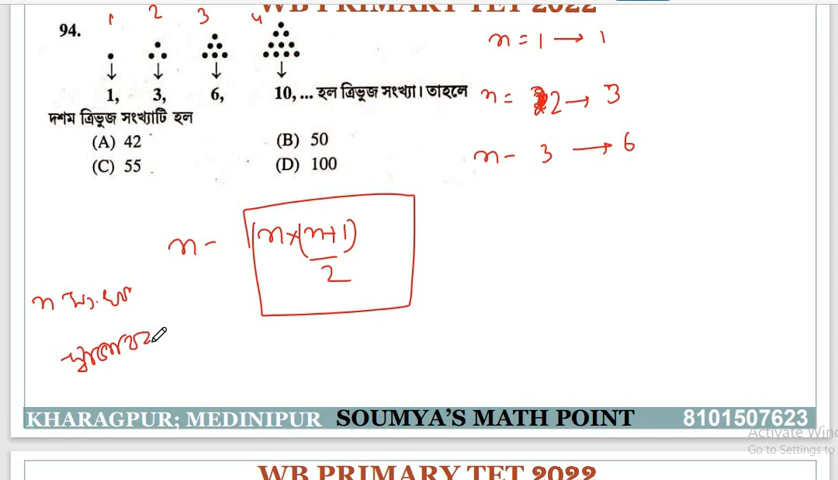 WB PRIMARY TET 2022
1 2 3 4
94.
1, 3, 6, 10, ... হল ত্রিভুজ সংখ্যা। তাহলে
দশম ত্রিভুজ সংখ্যাটি হল
(A) 42 (B) 50
(C) 55 (D) 100
n = 1 → 1
n = 2 → 3
n - 3 → 6
n - n×(n+1)/2
n
KHARAGPUR; MEDINIPUR SOUMYA'S MATH POINT 8101507623
Activate Win
Go to Settings to
WB PRIMARY TET 2022